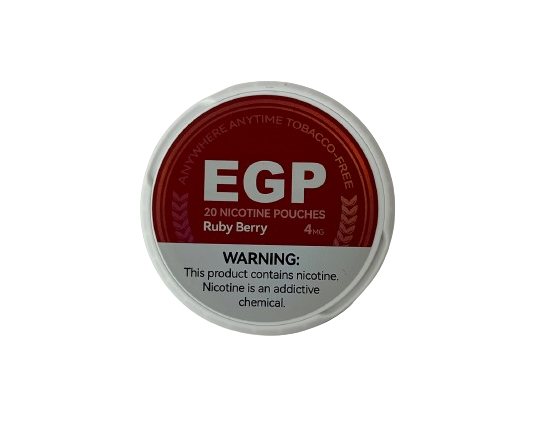 ANYWHERE ANYTIME TOBACCO-FREE
EGP
20 NICOTINE POUCHES
Ruby Berry 4MG
WARNING:
This product contains nicotine.
Nicotine is an addictive
chemical.